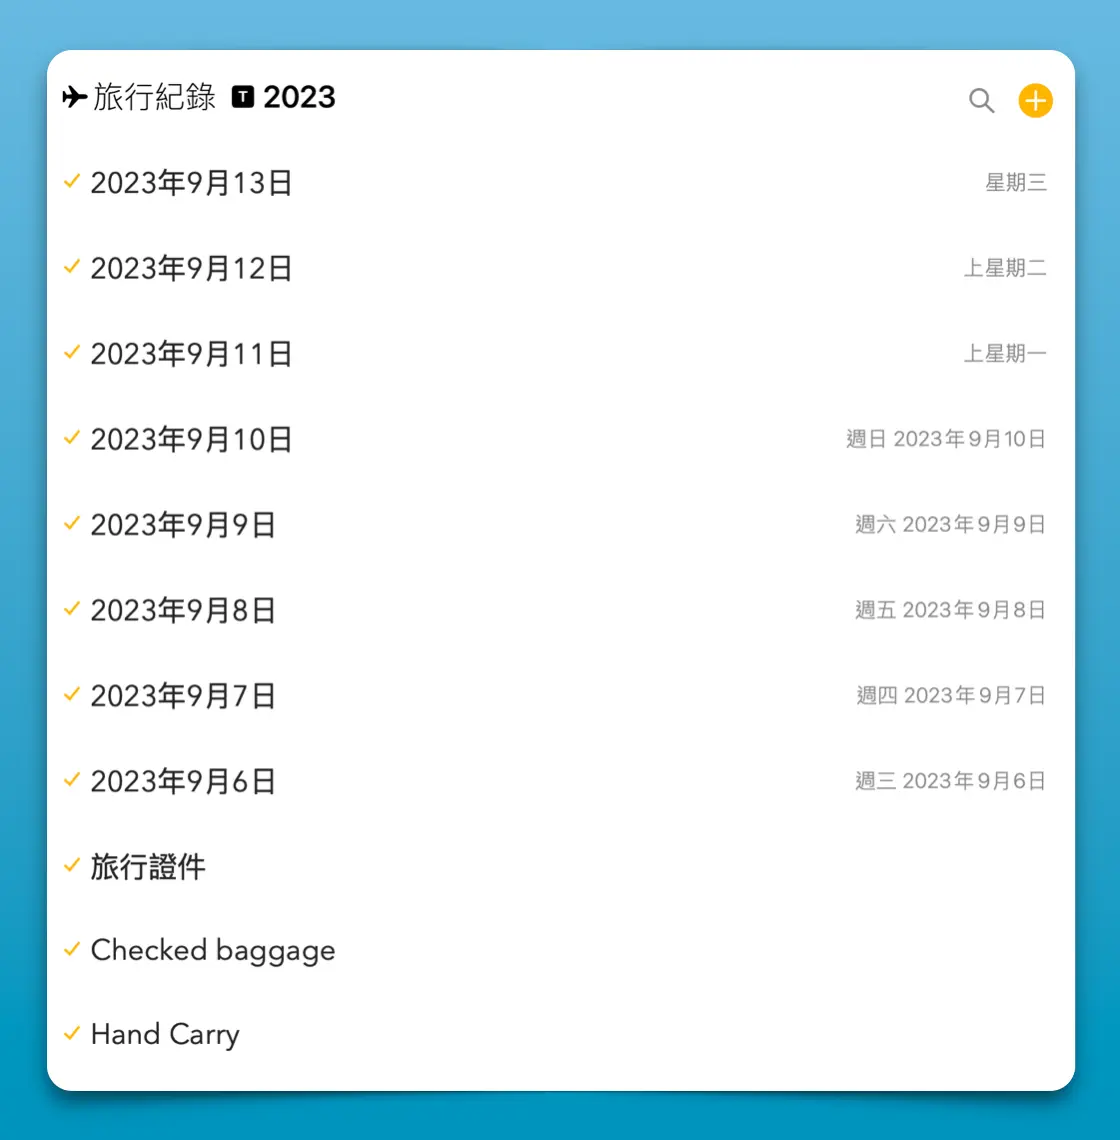 旅行紀錄 T 2023
2023年9月13日 星期三
2023年9月12日 上星期二
2023年9月11日 上星期一
2023年9月10日 週日 2023年9月10日
2023年9月9日 週六 2023年9月9日
2023年9月8日 週五 2023年9月8日
2023年9月7日 週四 2023年9月7日
2023年9月6日 週三 2023年9月6日
旅行證件
Checked baggage
Hand Carry